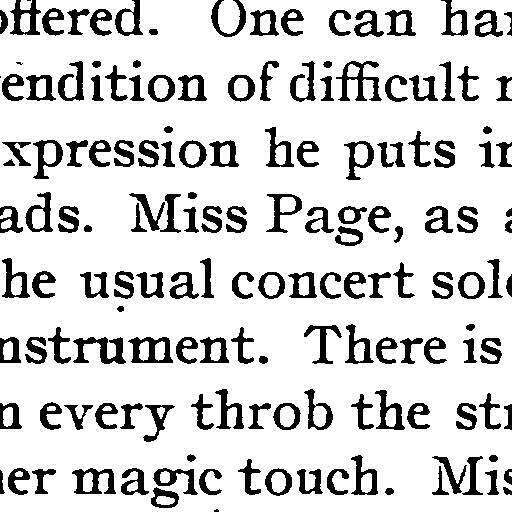 offered. One can har
endition of difficult r
xpression he puts in
ads. Miss Page, as a
he usual concert solo
nstrument. There is
n every throb the str
her magic touch. Mis